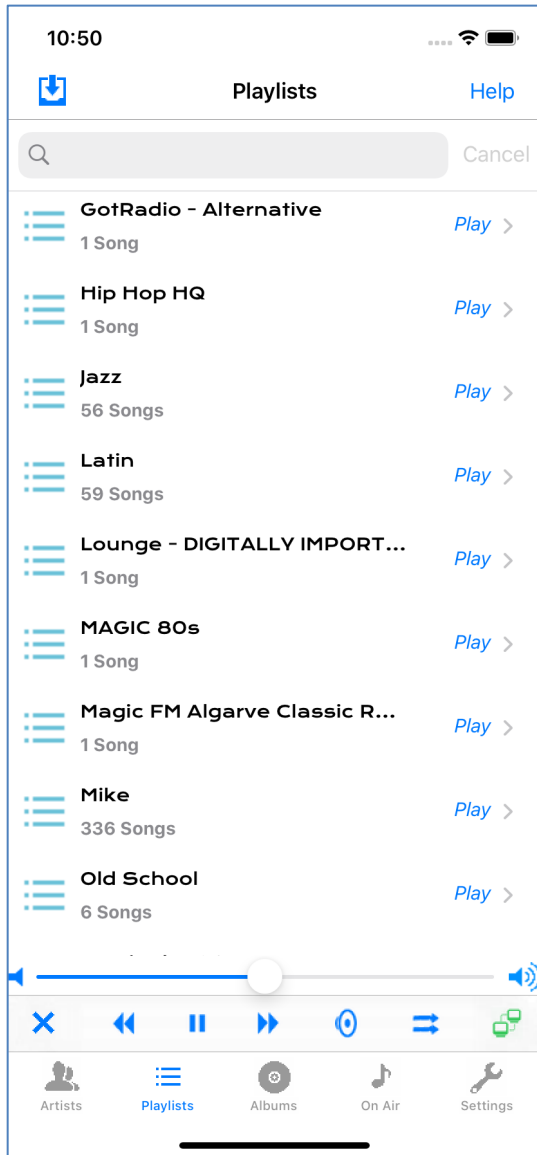 10:50
Playlists
Help
Cancel
GotRadio - Alternative
1 Song
Play
Hip Hop HQ
1 Song
Play
Jazz
56 Songs
Play
Latin
59 Songs
Play
Lounge - DIGITALLY IMPORT...
1 Song
Play
MAGIC 80s
1 Song
Play
Magic FM Algarve Classic R...
1 Song
Play
Mike
336 Songs
Play
Old School
6 Songs
Play
Artists
Playlists
Albums
On Air
Settings